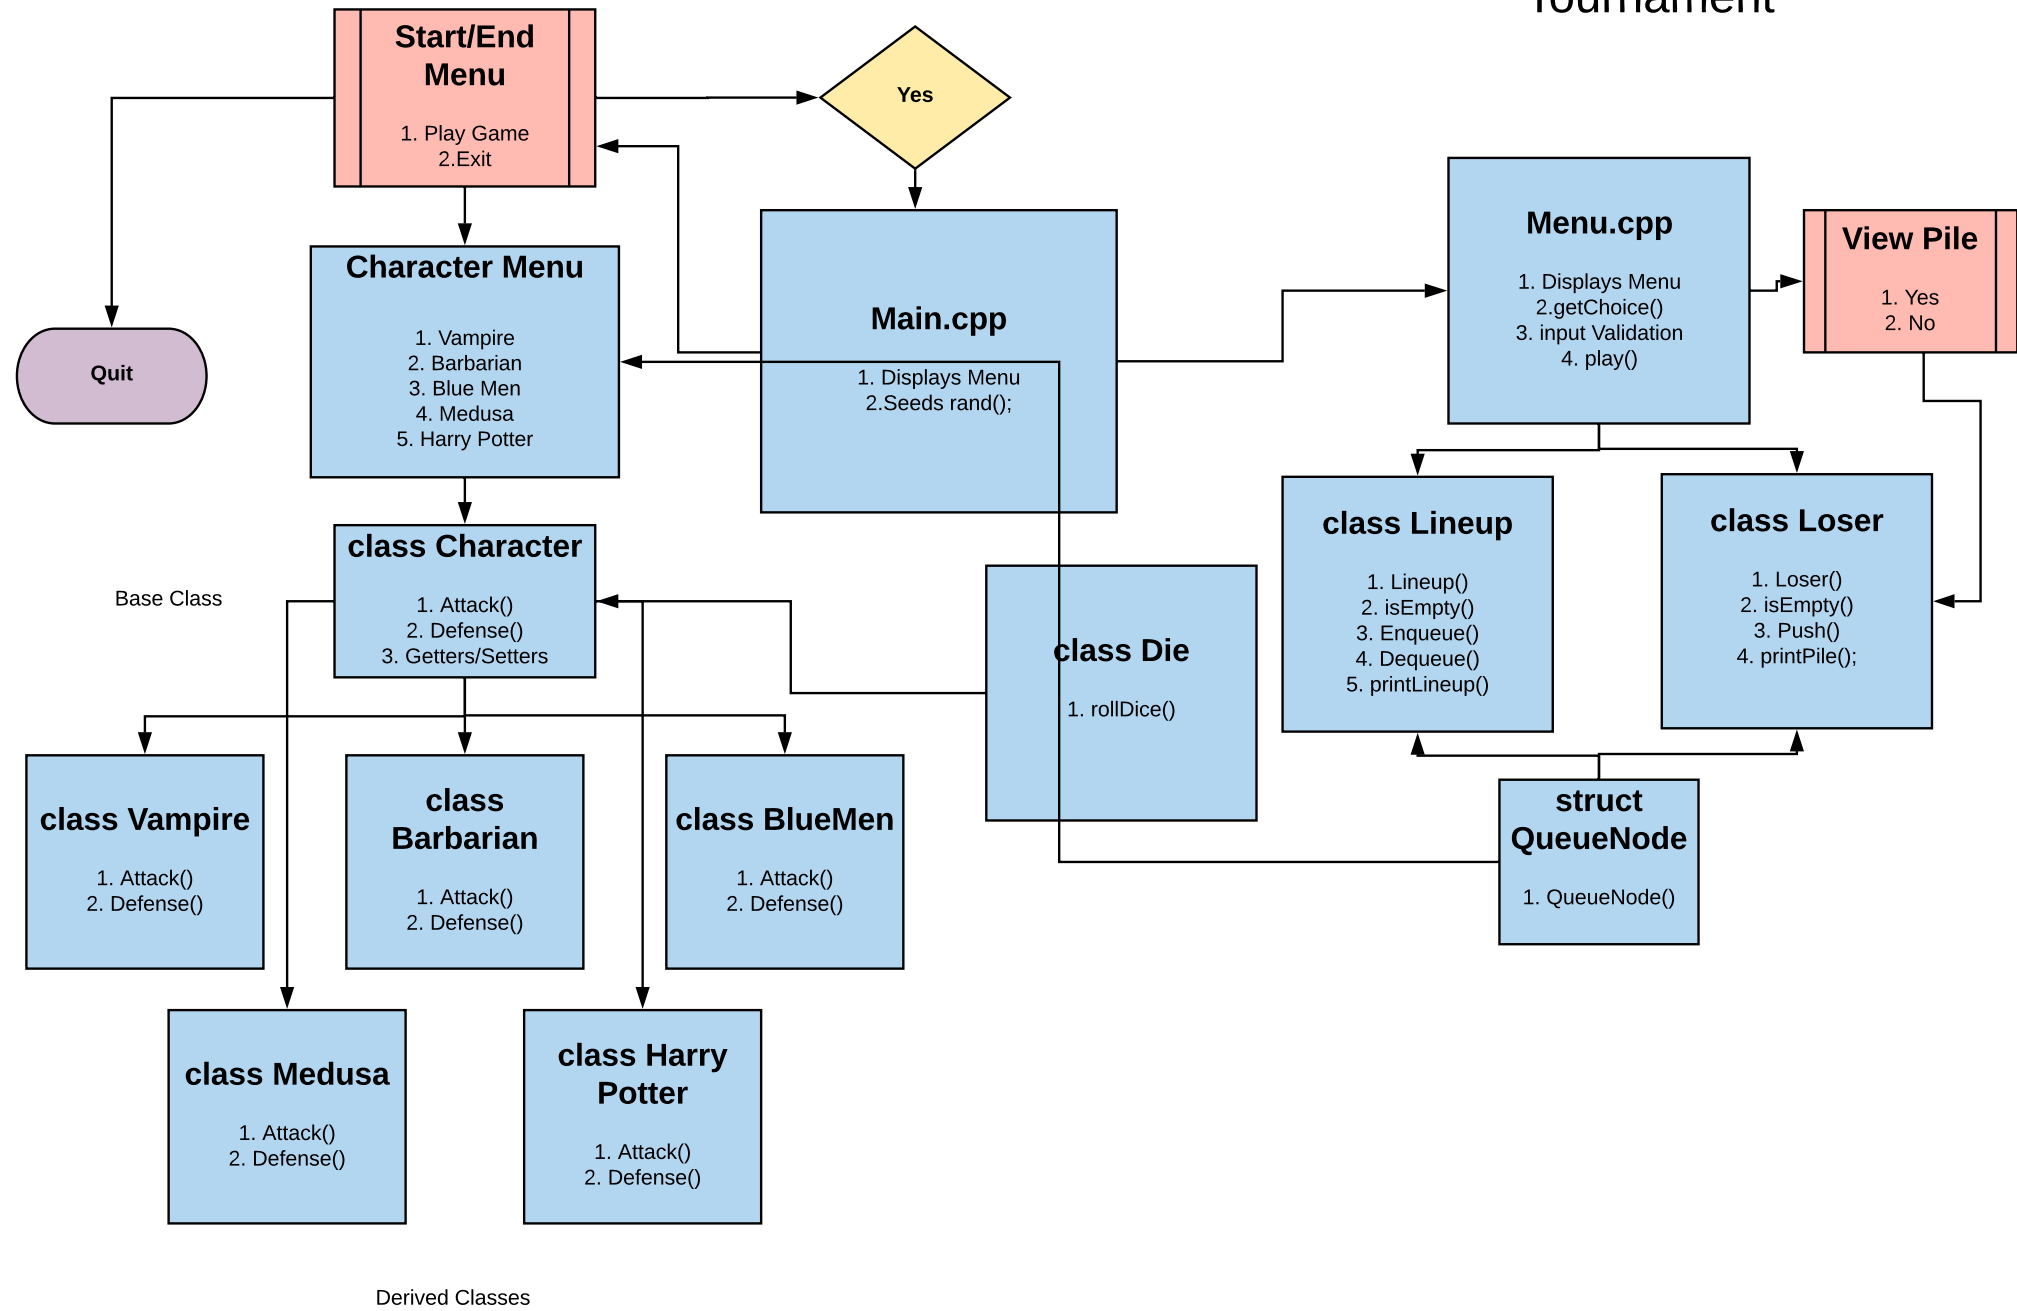 Tournament
Start/End
Menu
1. Play Game
2.Exit
Yes
Character Menu
1. Vampire
2. Barbarian
3. Blue Men
4. Medusa
5. Harry Potter
Quit
Main.cpp
1. Displays Menu
2.Seeds rand();
Menu.cpp
1. Displays Menu
2.getChoice()
3. input Validation
4. play()
View Pile
1. Yes
2. No
class Character
1. Attack()
2. Defense()
3. Getters/Setters
Base Class
class Die
1. rollDice()
class Lineup
1. Lineup()
2. isEmpty()
3. Enqueue()
4. Dequeue()
5. printLineup()
class Loser
1. Loser()
2. isEmpty()
3. Push()
4. printPile();
class Vampire
1. Attack()
2. Defense()
class
Barbarian
1. Attack()
2. Defense()
class BlueMen
1. Attack()
2. Defense()
struct
QueueNode
1. QueueNode()
class Medusa
1. Attack()
2. Defense()
class Harry
Potter
1. Attack()
2. Defense()
Derived Classes